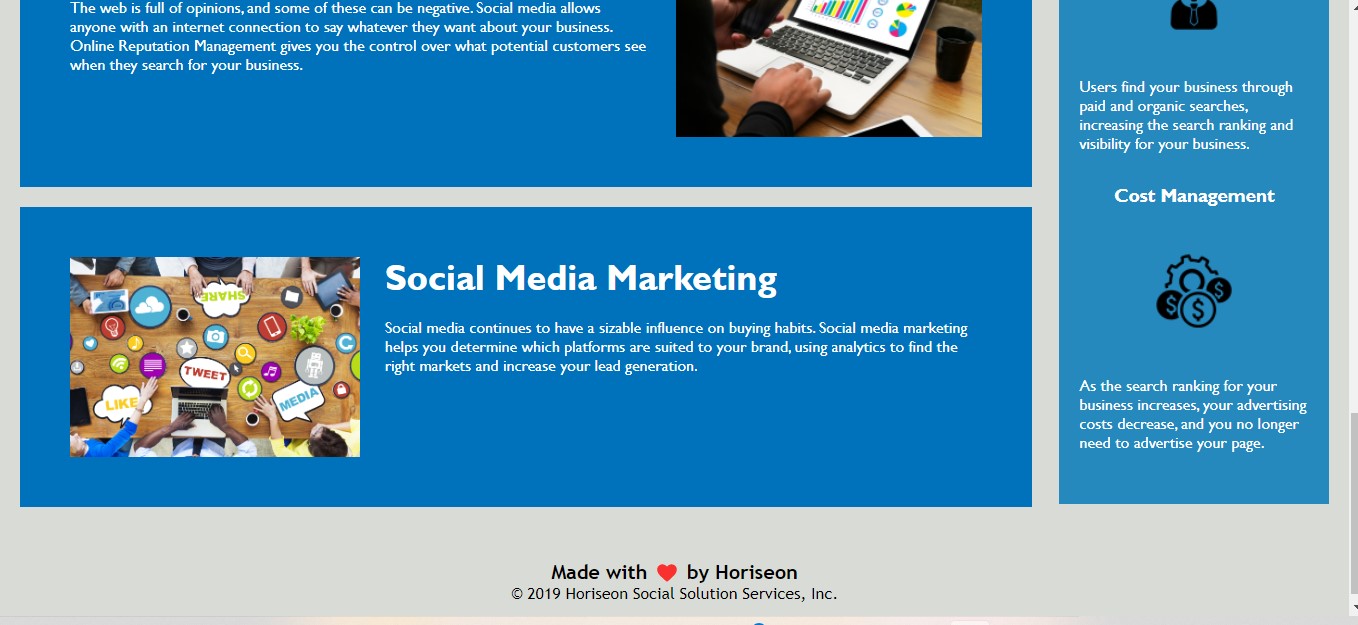 The web is full of opinions, and some of these can be negative. Social media allows
anyone with an internet connection to say whatever they want about your business.
Online Reputation Management gives you the control over what potential customers see
when they search for your business.
Users find your business through
paid and organic searches,
increasing the search ranking and
visibility for your business.
Cost Management
As the search ranking for your
business increases, your advertising
costs decrease, and you no longer
need to advertise your page.
SHARE
TWEET
LIKE
MEDIA
Social Media Marketing
Social media continues to have a sizable influence on buying habits. Social media marketing
helps you determine which platforms are suited to your brand, using analytics to find the
right markets and increase your lead generation.
Made with ❤️ by Horiseon
© 2019 Horiseon Social Solution Services, Inc.